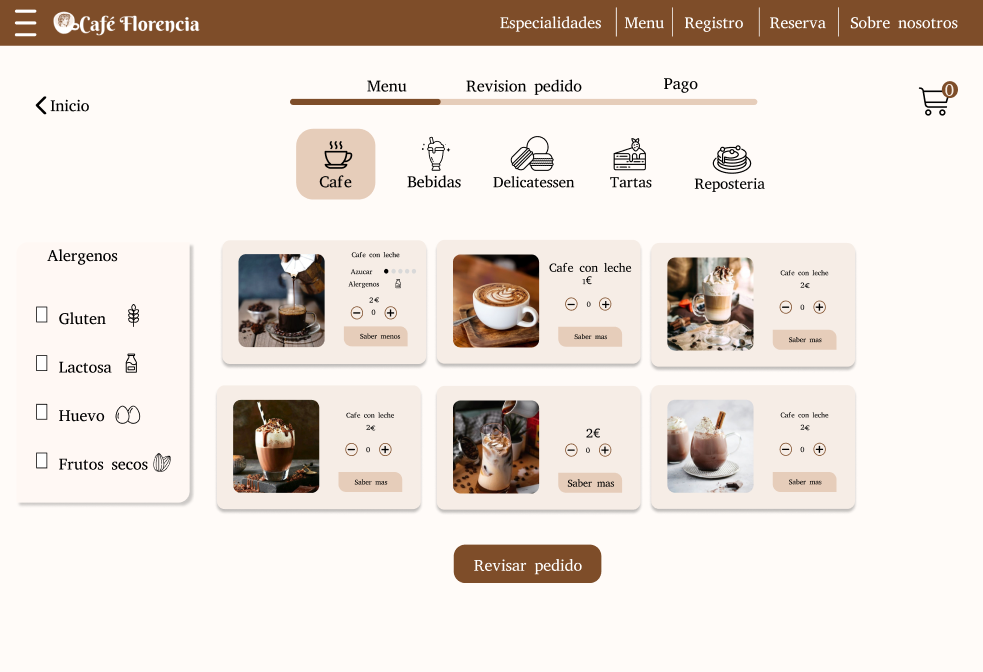 Café Florencia
Especialidades Menu Registro Reserva Sobre nosotros
Menu Revision pedido Pago
Inicio
0
Cafe Bebidas Delicatessen Tartas Reposteria
Alergenos
Gluten
Lactosa
Huevo
Frutos secos
Cafe con leche
Azucar
Alergenos
2€
0
Saber menos
Cafe con leche
1€
0
Saber mas
Cafe con leche
2€
0
Saber mas
Cafe con leche
2€
0
Saber mas
2€
0
Saber mas
Cafe con leche
2€
0
Saber mas
Revisar pedido